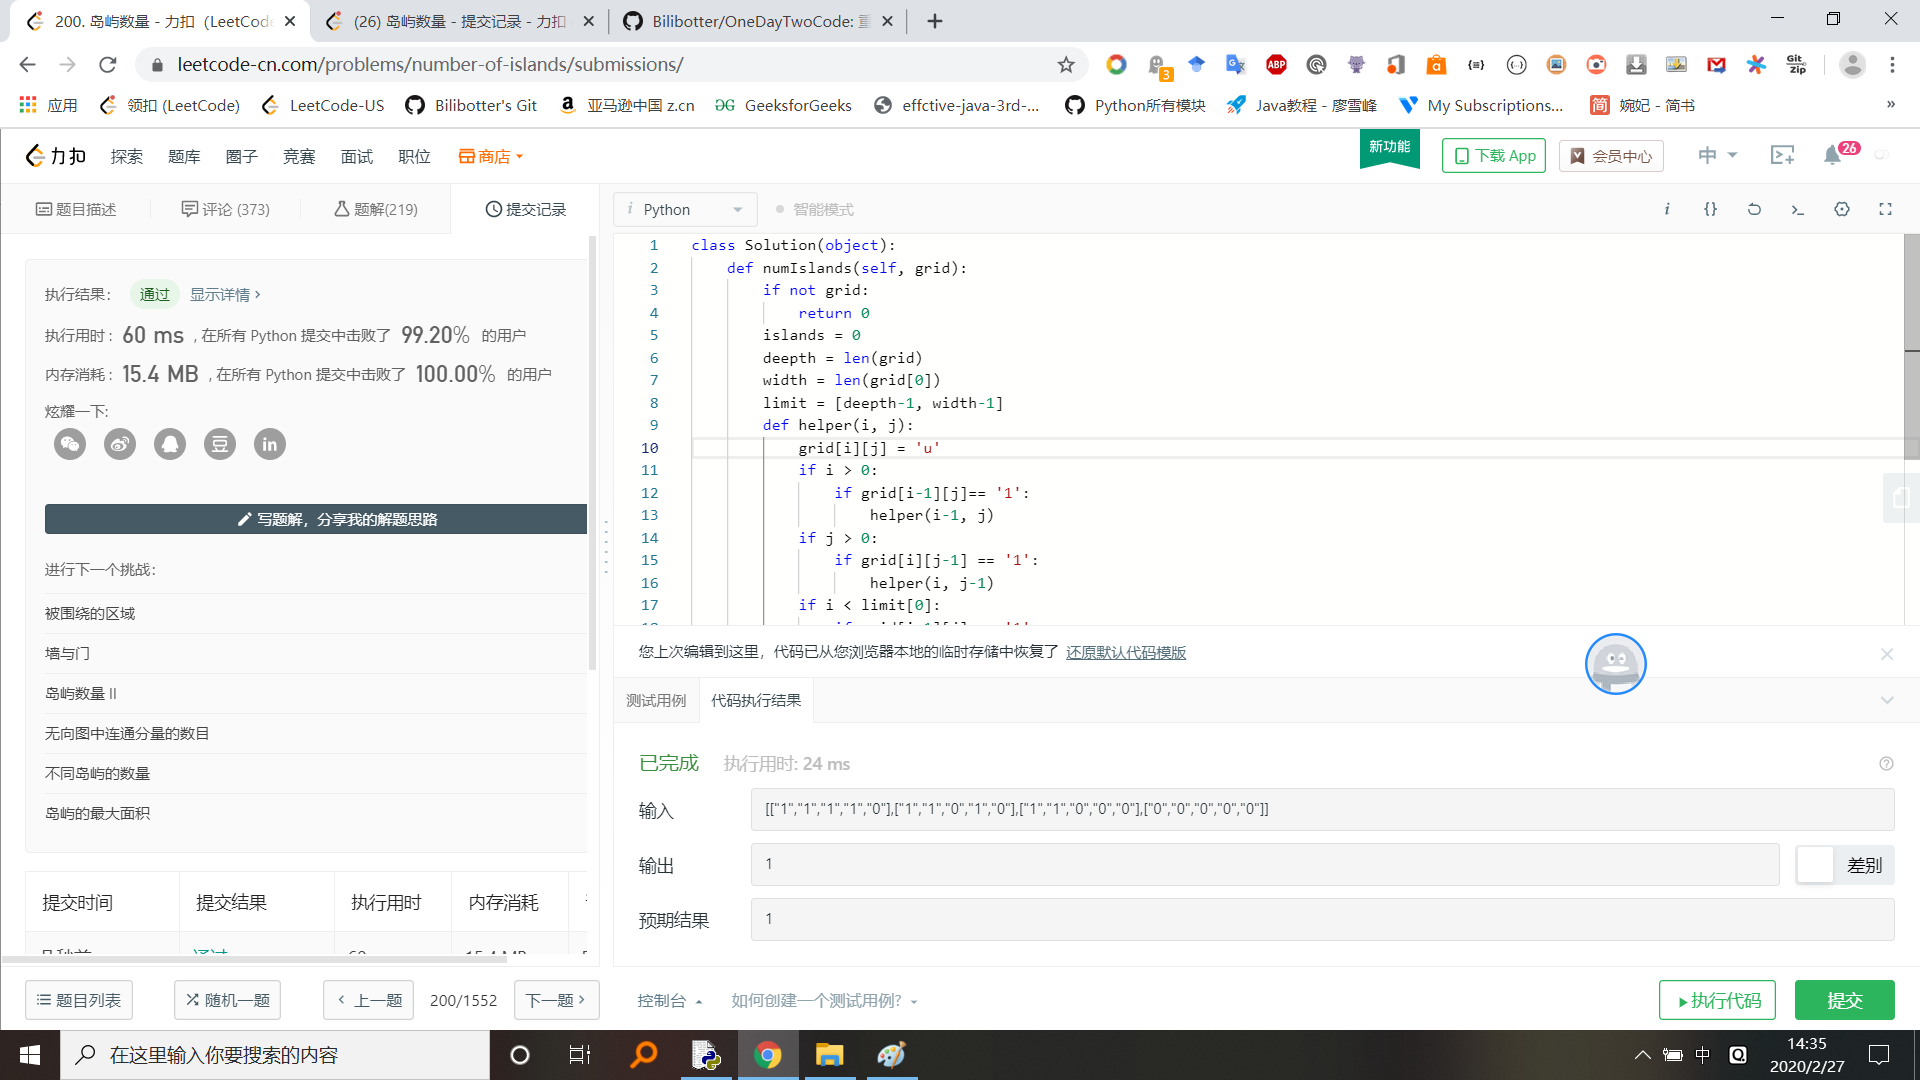 200. 岛屿数量 - 力扣 (LeetCode
(26) 岛屿数量 - 提交记录 - 力扣
Bilibotter/OneDayTwoCode: 重
leetcode-cn.com/problems/number-of-islands/submissions/
应用
领扣 (LeetCode)
LeetCode-US
Bilibotter's Git
亚马逊中国 z.cn
GeeksforGeeks
effctive-java-3rd-...
Python所有模块
Java教程 - 廖雪峰
My Subscriptions...
婉妃 - 简书
力扣
探索
题库
圈子
竞赛
面试
职位
商店
新功能
下载 App
会员中心
中
26
题目描述
评论 (373)
题解(219)
提交记录
i Python
智能模式
执行结果:
通过
显示详情 ›
执行用时 : 60 ms , 在所有 Python 提交中击败了 99.20% 的用户
内存消耗 : 15.4 MB , 在所有 Python 提交中击败了 100.00% 的用户
炫耀一下:
写题解，分享我的解题思路
进行下一个挑战:
被围绕的区域
墙与门
岛屿数量 II
无向图中连通分量的数目
不同岛屿的数量
岛屿的最大面积
提交时间 提交结果 执行用时 内存消耗
1 class Solution(object):
2 def numIslands(self, grid):
3 if not grid:
4 return 0
5 islands = 0
6 deepth = len(grid)
7 width = len(grid[0])
8 limit = [deepth-1, width-1]
9 def helper(i, j):
10 grid[i][j] = 'u'
11 if i > 0:
12 if grid[i-1][j]== '1':
13 helper(i-1, j)
14 if j > 0:
15 if grid[i][j-1] == '1':
16 helper(i, j-1)
17 if i < limit[0]:
您上次编辑到这里，代码已从您浏览器本地的临时存储中恢复了 还原默认代码模版
测试用例
代码执行结果
已完成 执行用时: 24 ms
输入
[["1","1","1","1","0"],["1","1","0","1","0"],["1","1","0","0","0"],["0","0","0","0","0"]]
输出
1
差别
预期结果
1
题目列表
随机一题
‹ 上一题
200/1552
下一题 ›
控制台
如何创建一个测试用例?
执行代码
提交
在这里输入你要搜索的内容
中
14:35
2020/2/27